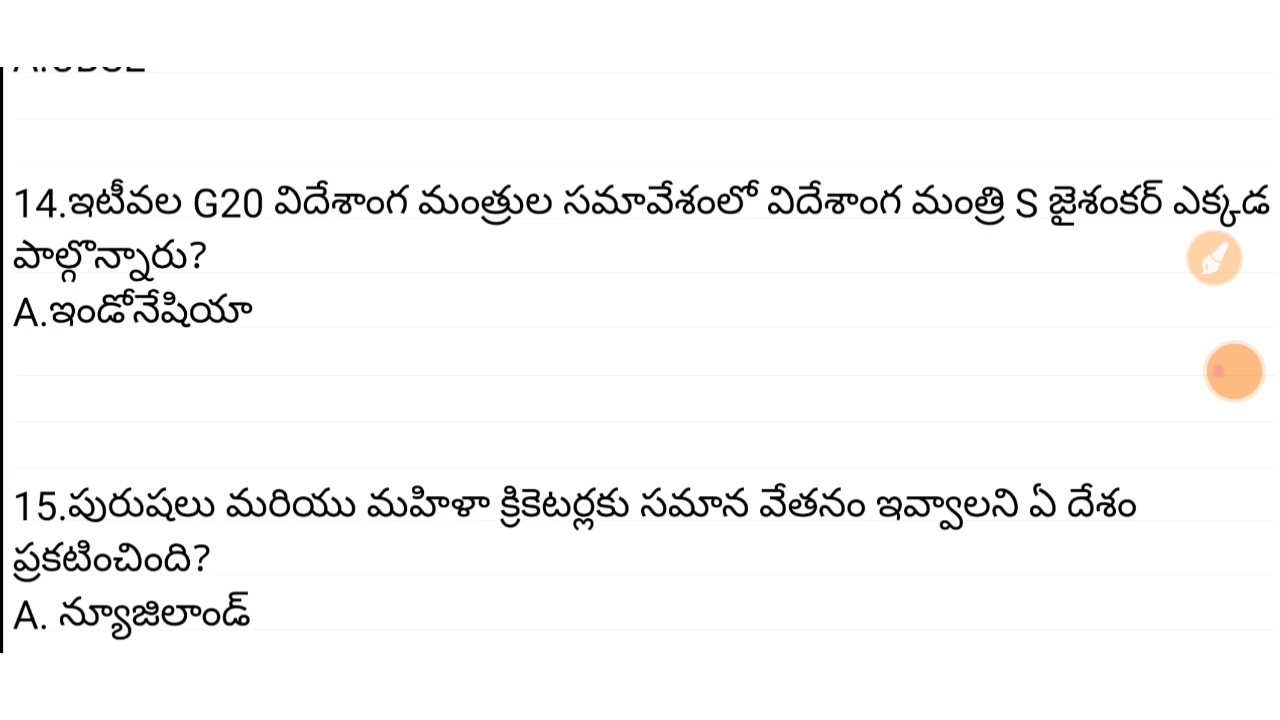 14.ఇటీవల G20 విదేశాంగ మంత్రుల సమావేశంలో విదేశాంగ మంత్రి S జైశంకర్ ఎక్కడ
పాల్గొన్నారు?
A.ఇండోనేషియా
15.పురుషలు మరియు మహిళా క్రికెటర్లకు సమాన వేతనం ఇవ్వాలని ఏ దేశం
ప్రకటించింది?
A. న్యూజిలాండ్